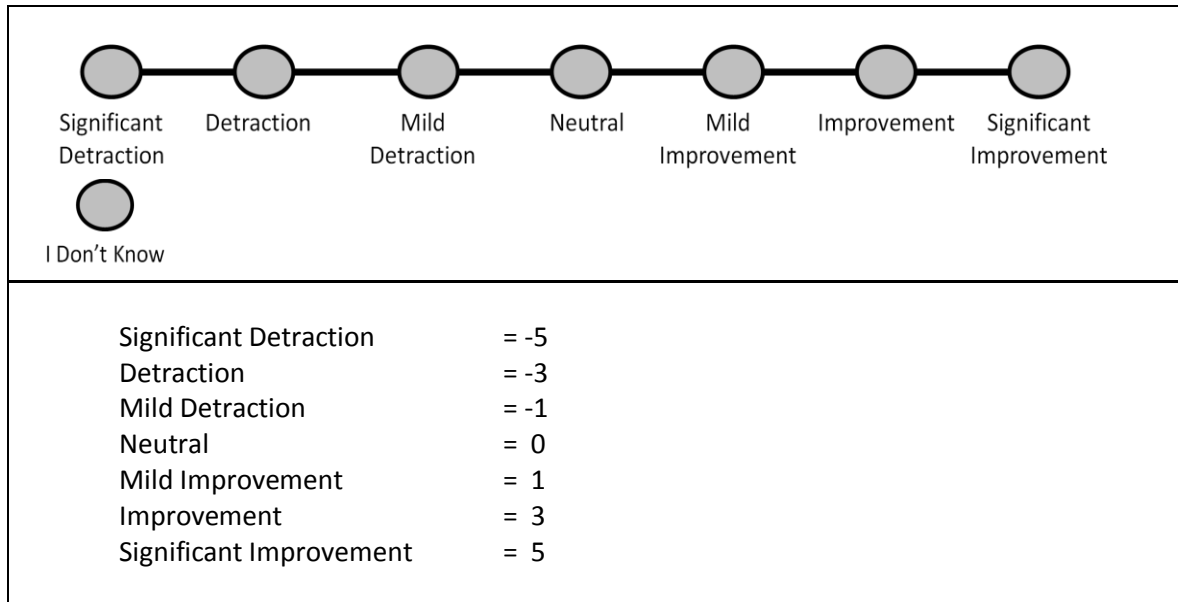 Significant Detraction Mild Neutral Mild Improvement Significant
Detraction Detraction Improvement Improvement
I Don't Know
Significant Detraction = -5
Detraction = -3
Mild Detraction = -1
Neutral = 0
Mild Improvement = 1
Improvement = 3
Significant Improvement = 5